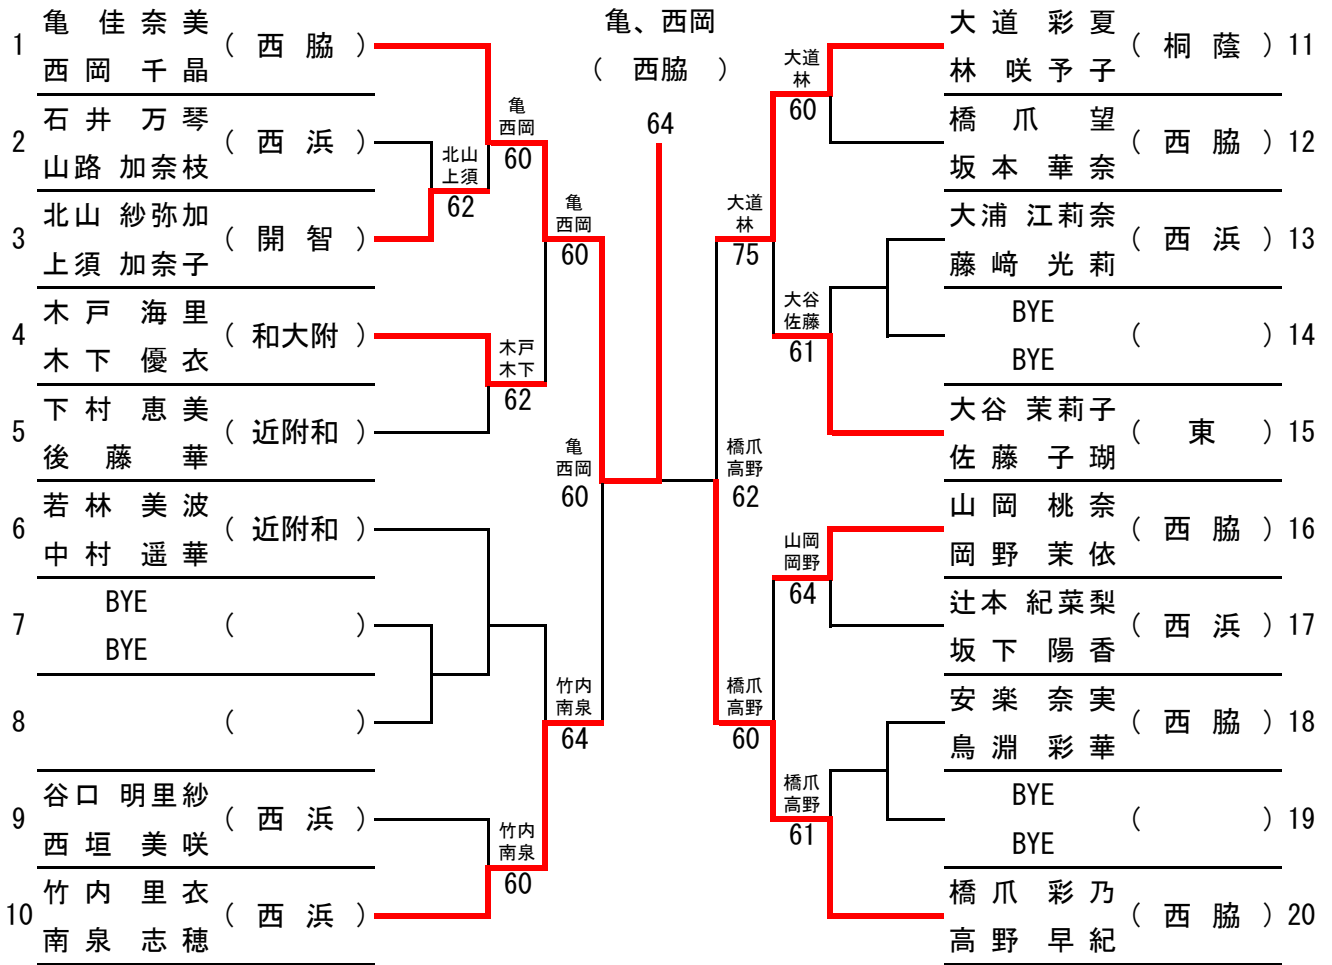 亀、西岡
( 西脇 )
64
1 亀 佳奈美 ( 西脇 )
西岡 千晶
2 石井 万琴 ( 西浜 )
山路 加奈枝
3 北山 紗弥加 ( 開智 )
上須 加奈子
4 木戸 海里 ( 和大附 )
木下 優衣
5 下村 恵美 ( 近附和 )
後藤 華
6 若林 美波 ( 近附和 )
中村 遥華
7 BYE ( )
BYE
8 ( )
9 谷口 明里紗 ( 西浜 )
西垣 美咲
10 竹内 里衣 ( 西浜 )
南泉 志穂
北山
上須
62
亀
西岡
60
木戸
木下
62
亀
西岡
60
亀
西岡
60
竹内
南泉
64
竹内
南泉
60
大道
林
60
大道
林
75
大谷
佐藤
61
橋爪
高野
62
山岡
岡野
64
橋爪
高野
60
橋爪
高野
61
大道 彩夏 ( 桐蔭 ) 11
林 咲予子
橋爪 望 ( 西脇 ) 12
坂本 華奈
大浦 江莉奈 ( 西浜 ) 13
藤﨑 光莉
BYE ( ) 14
BYE
大谷 茉莉子 ( 東 ) 15
佐藤 子瑚
山岡 桃奈 ( 西脇 ) 16
岡野 茉依
辻本 紀菜梨 ( 西浜 ) 17
坂下 陽香
安楽 奈実 ( 西脇 ) 18
鳥淵 彩華
BYE ( ) 19
BYE
橋爪 彩乃 ( 西脇 ) 20
高野 早紀